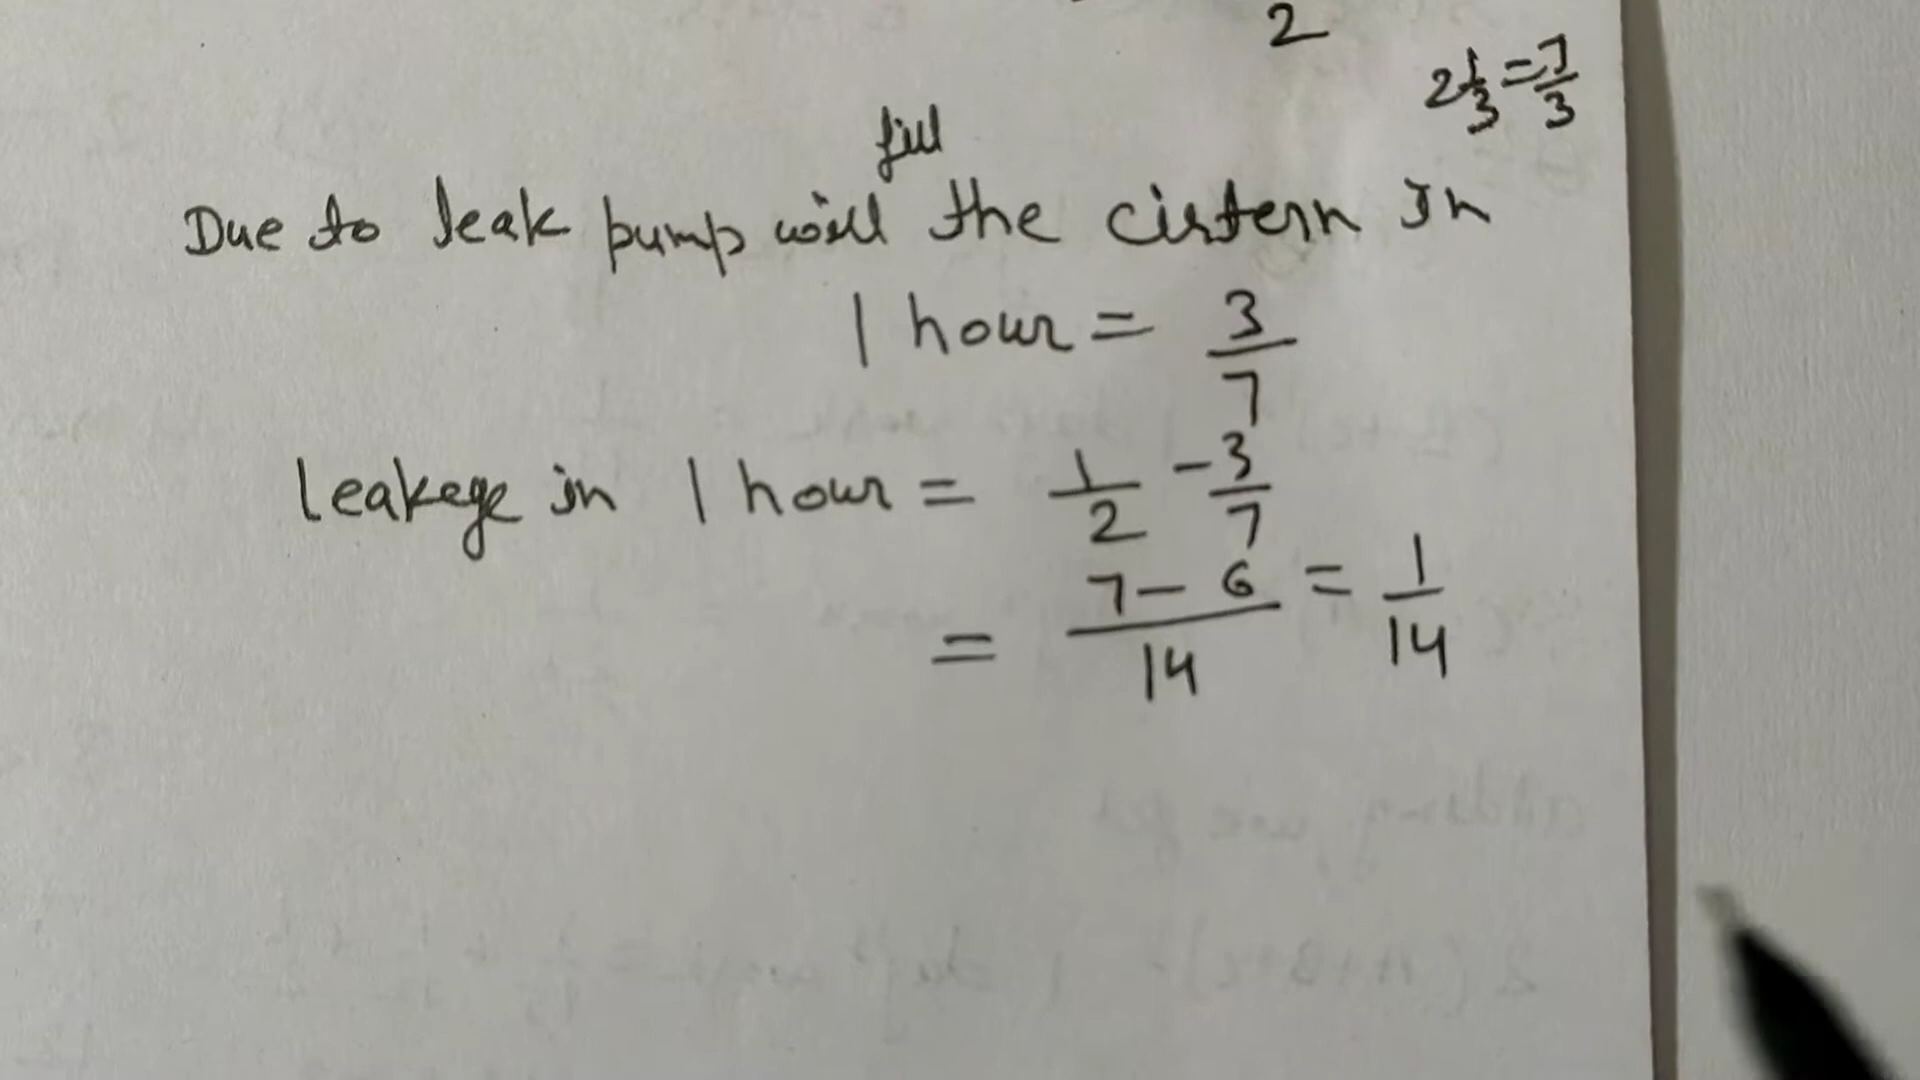 2
2 1/3 = 7/3
fill
Due to leak pump will the cistern in
1 hour = 3/7
leakege in 1 hour = 1/2 - 3/7
= 7 - 6/14 = 1/14